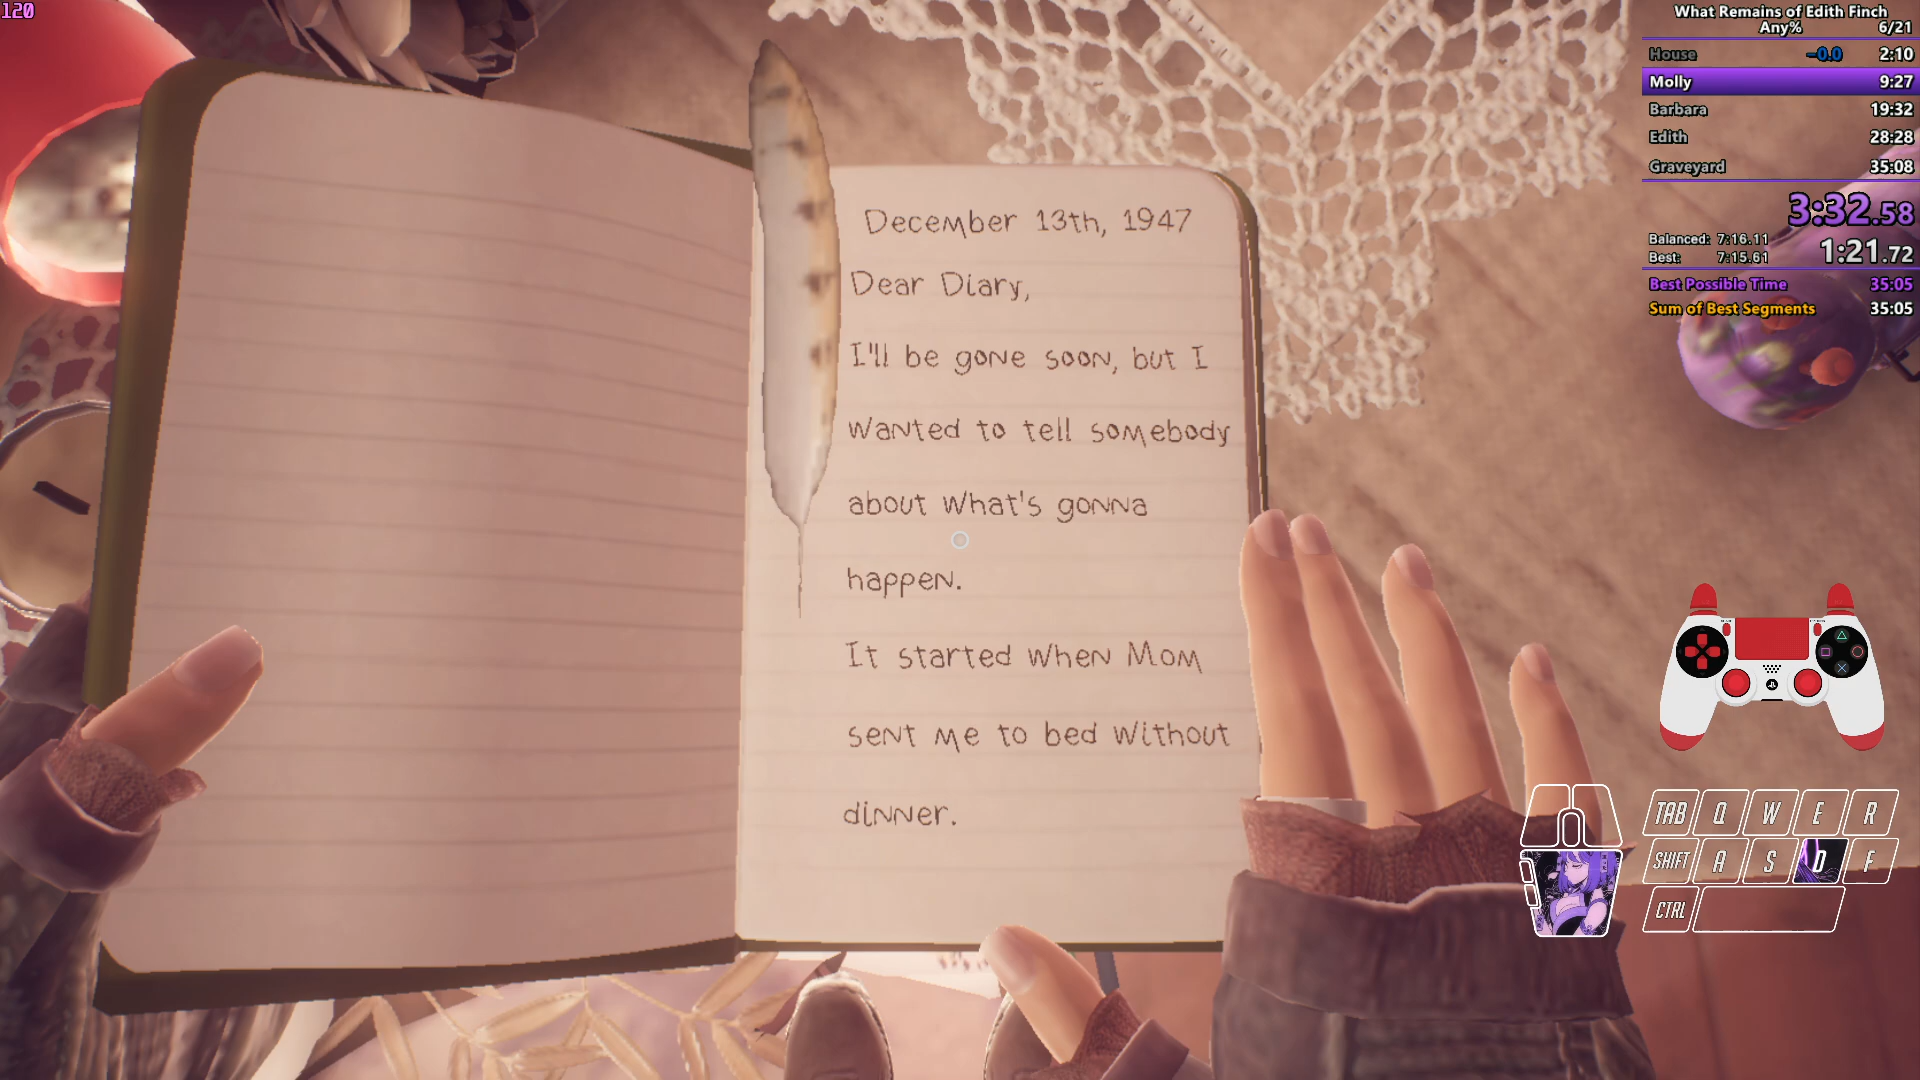 120
What Remains of Edith Finch
Any% 6/21
House -0.0 2:10
Molly 9:27
Barbara 19:32
Edith 28:28
Graveyard 35:08
3:32.58
Balanced: 7:16.11
Best: 7:15.61
1:21.72
Best Possible Time 35:05
Sum of Best Segments 35:05
December 13th, 1947
Dear Diary,
I'll be gone soon, but I
wanted to tell somebody
about what's gonna
happen.
It started when Mom
sent me to bed without
dinner.
TAB Q W E R
SHIFT A S D F
CTRL